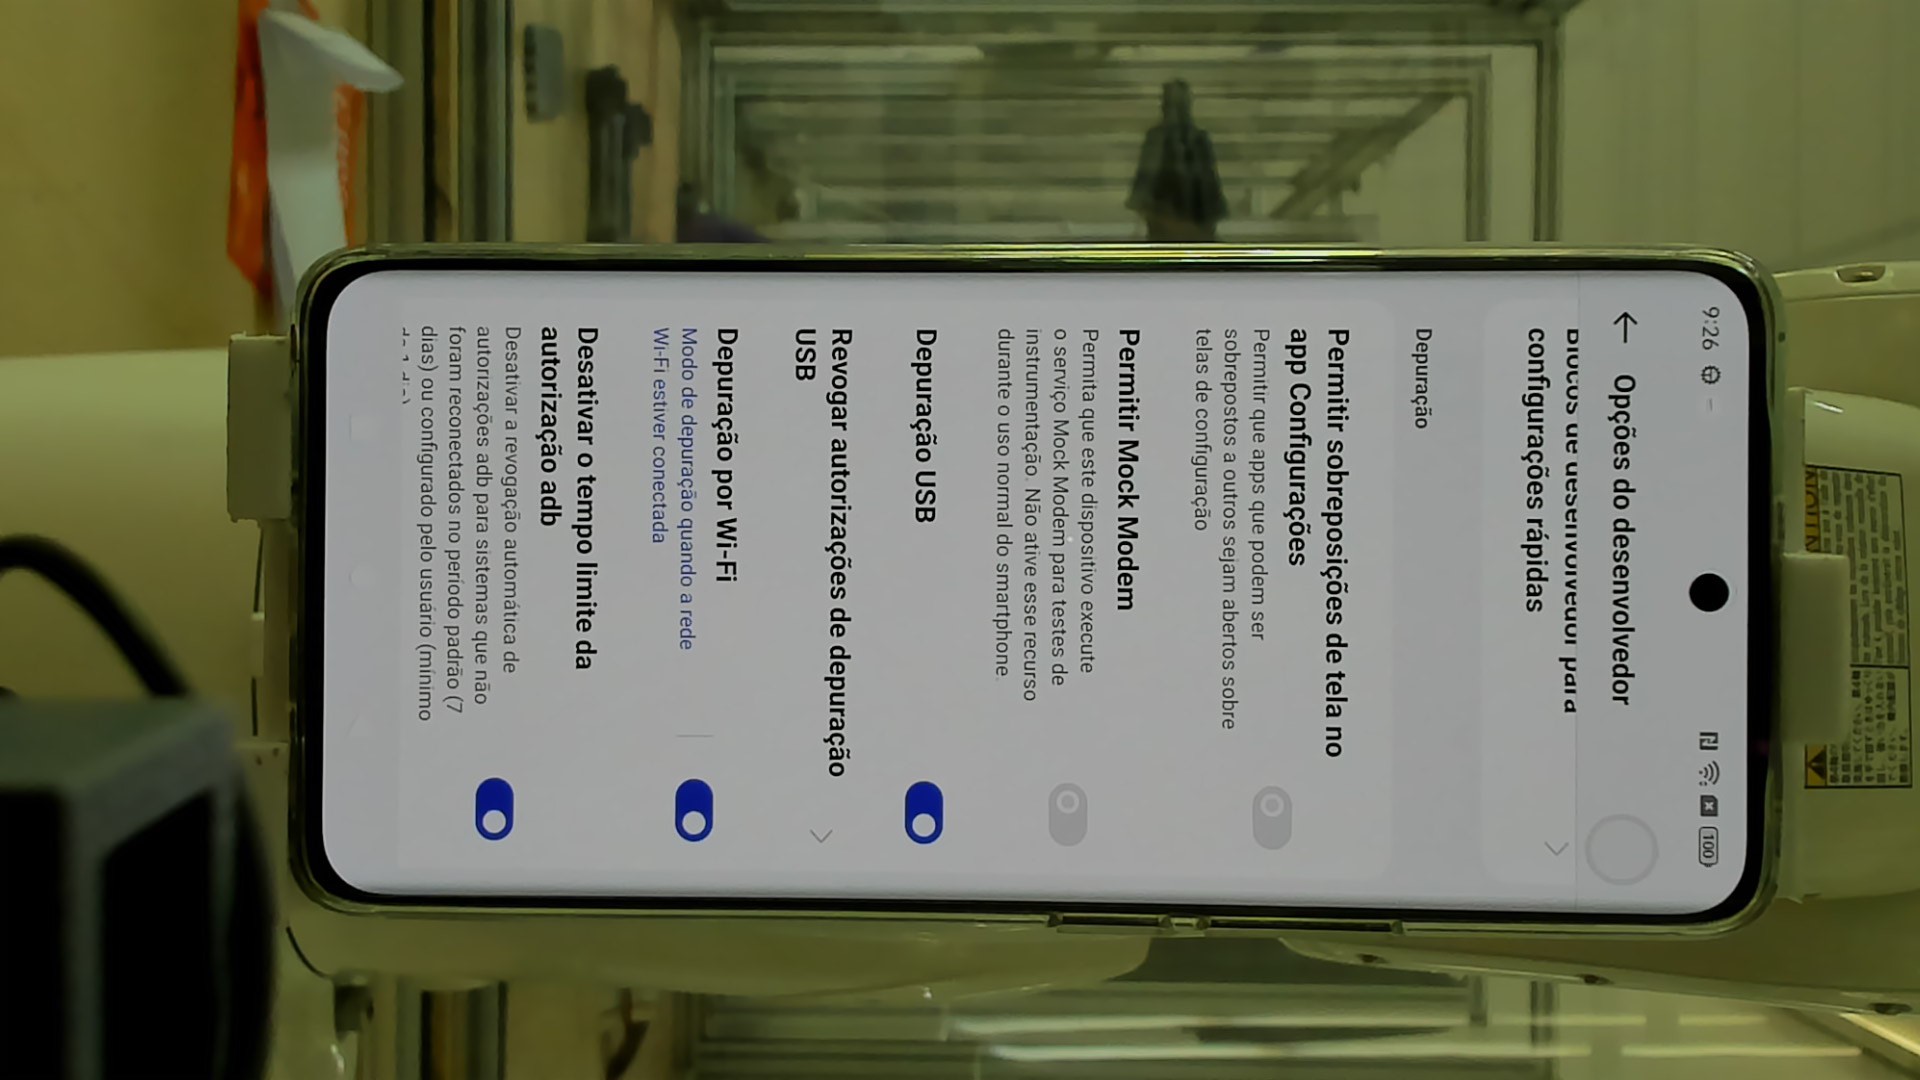 9:26
100
Opções do desenvolvedor
Blocos de desenvolvedor para
configurações rápidas
Depuração
Permitir sobreposições de tela no
app Configurações
Permitir que apps que podem ser
sobrepostos a outros sejam abertos sobre
telas de configuração
Permitir Mock Modem
Permita que este dispositivo execute
o serviço Mock Modem para testes de
instrumentação. Não ative esse recurso
durante o uso normal do smartphone.
Depuração USB
Revogar autorizações de depuração
USB
Depuração por Wi-Fi
Modo de depuração quando a rede
Wi-Fi estiver conectada
Desativar o tempo limite da
autorização adb
Desativar a revogação automática de
autorizações adb para sistemas que não
foram reconectados no período padrão (7
dias) ou configurado pelo usuário (mínimo